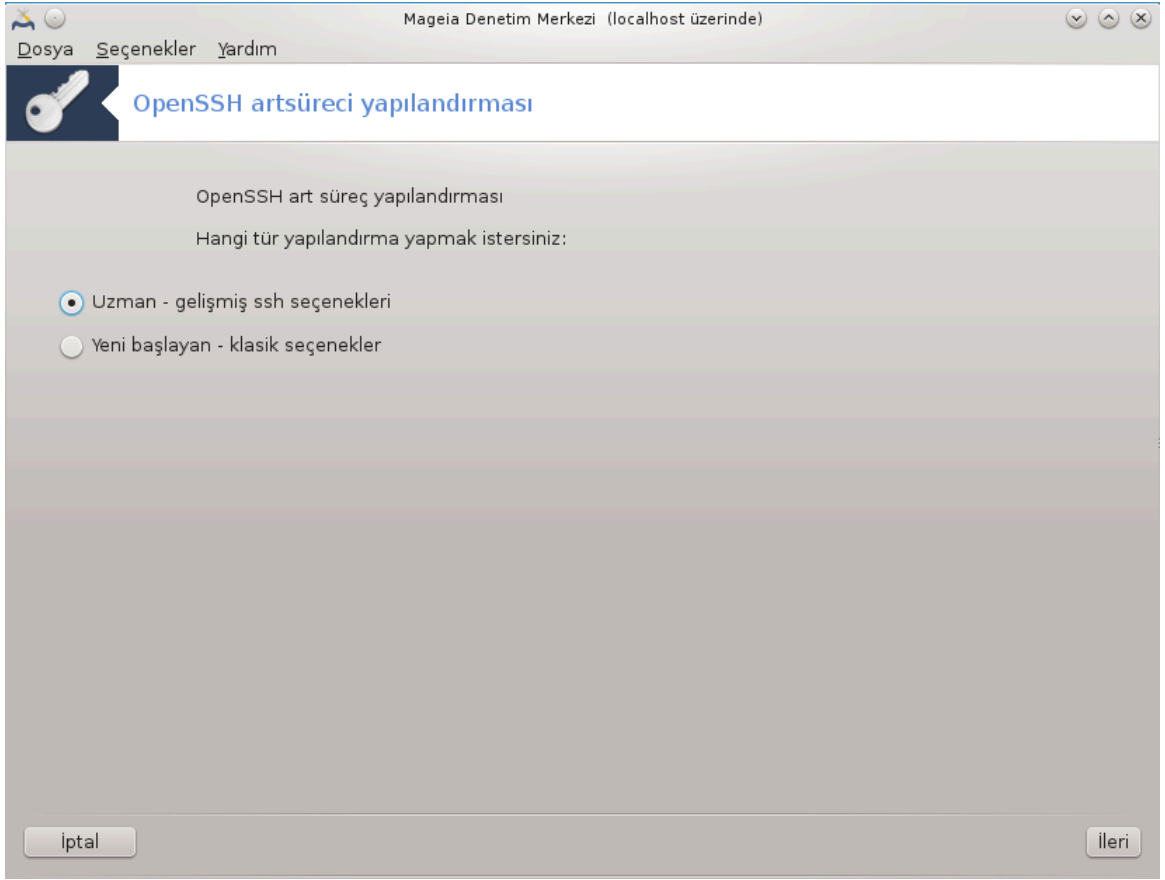 Mageia Denetim Merkezi (localhost üzerinde)
Dosya Seçenekler Yardım
OpenSSH artsüreci yapılandırması
OpenSSH art süreç yapılandırması
Hangi tür yapılandırma yapmak istersiniz:
Uzman - gelişmiş ssh seçenekleri
Yeni başlayan - klasik seçenekler
İptal İleri